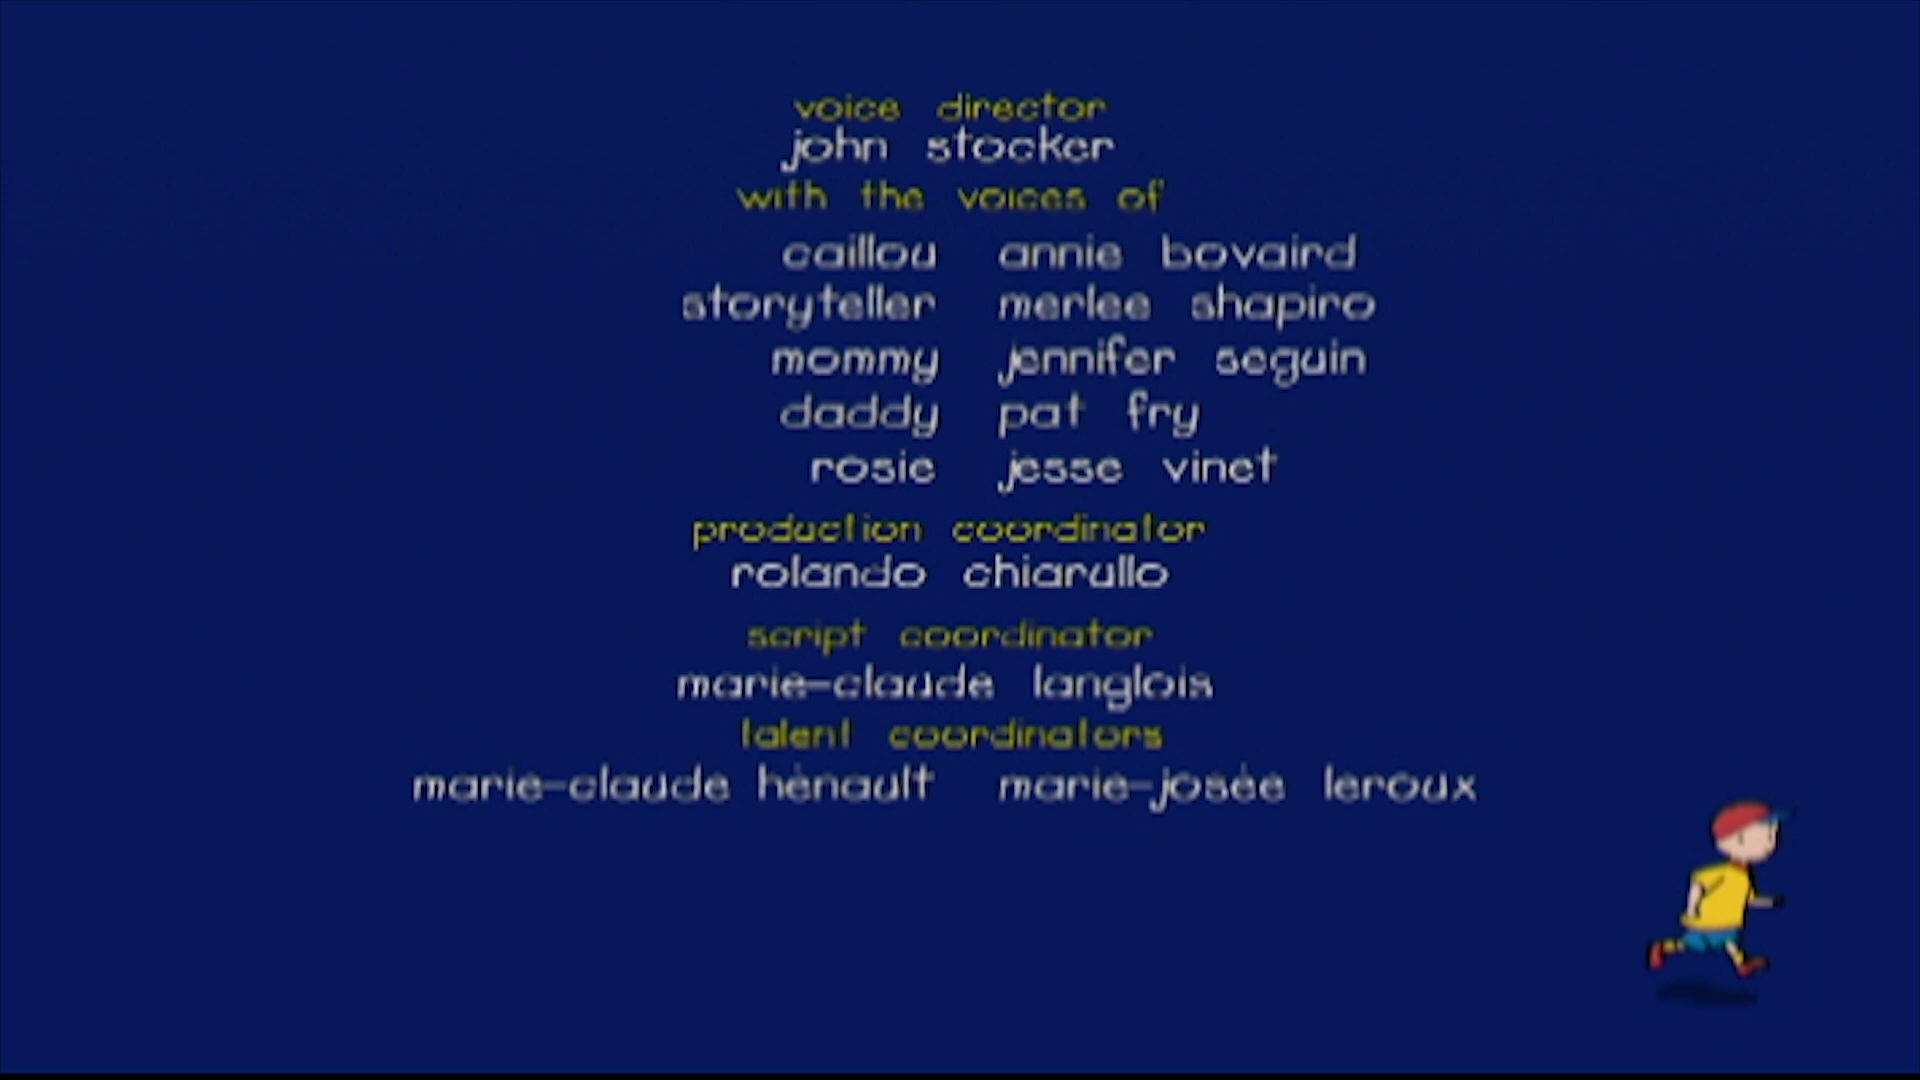 voice director
john stocker
with the voices of
caillou annie bovaird
storyteller merlee shapiro
mommy jennifer seguin
daddy pat fry
rosie jesse vinet
production coordinator
rolando chiarullo
script coordinator
marie-claude langlois
talent coordinators
marie-claude hénault marie-josée leroux